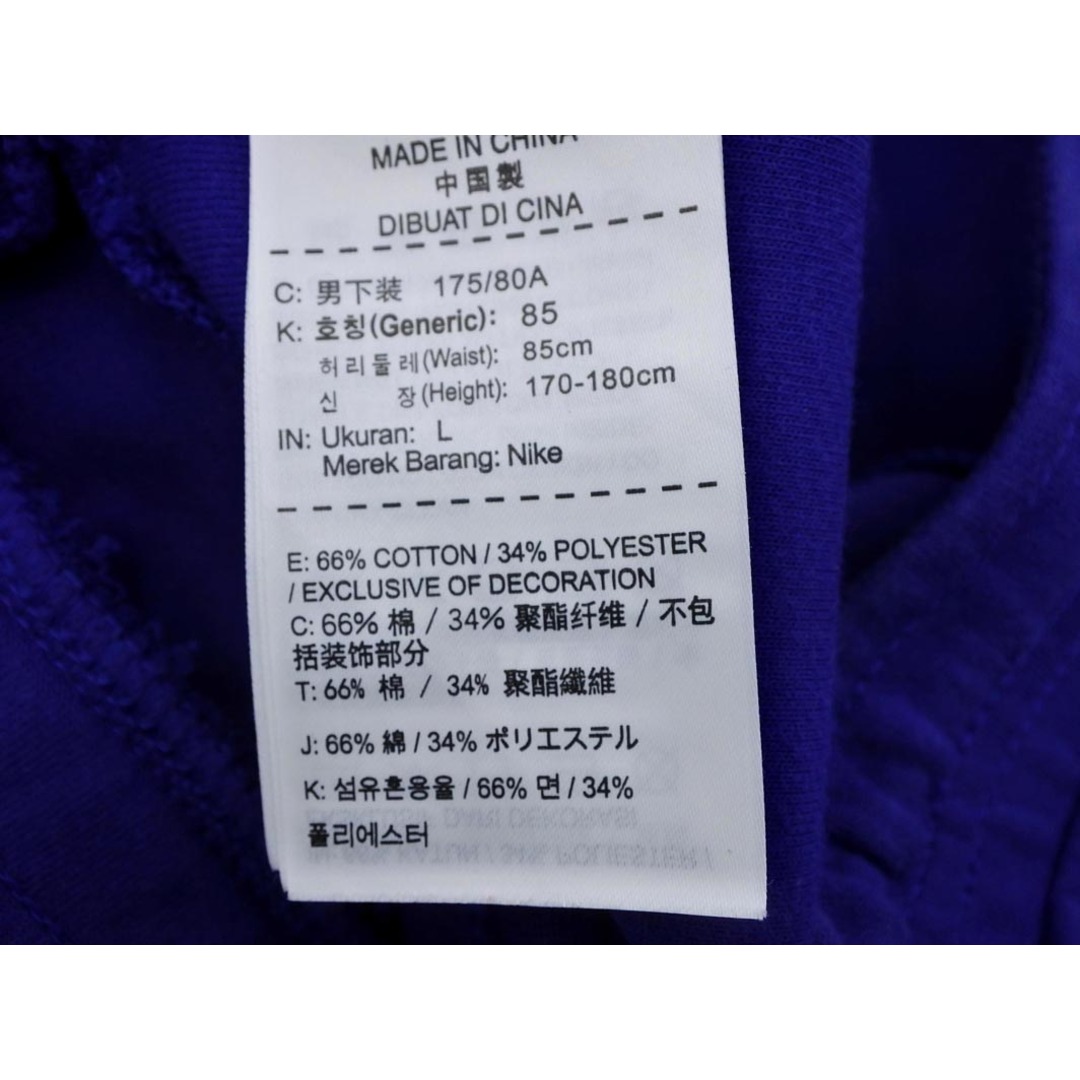 MADE IN CHINA
中国製
DIBUAT DI CINA
C: 男下装 175/80A
K: 호칭(Generic): 85
허리둘레(Waist): 85cm
신 장(Height): 170-180cm
IN: Ukuran: L
Merek Barang: Nike
E: 66% COTTON / 34% POLYESTER
/ EXCLUSIVE OF DECORATION
C: 66% 棉 / 34% 聚酯纤维 / 不包
括装饰部分
T: 66% 棉 / 34% 聚酯纖維
J: 66% 綿 / 34% ポリエステル
K: 섬유혼용율 / 66% 면 / 34%
폴리에스터